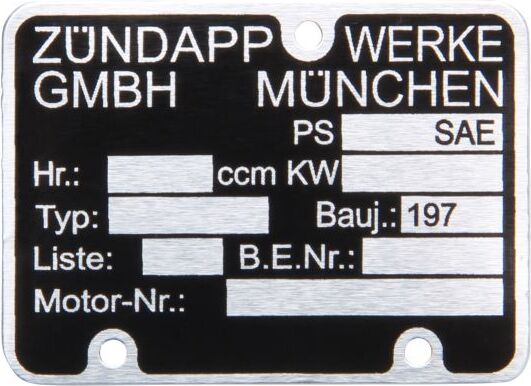 ZÜNDAPP WERKE
GMBH MÜNCHEN
PS SAE
Hr.: ccm KW
Typ: Bauj.: 197
Liste: B.E.Nr.:
Motor-Nr.: